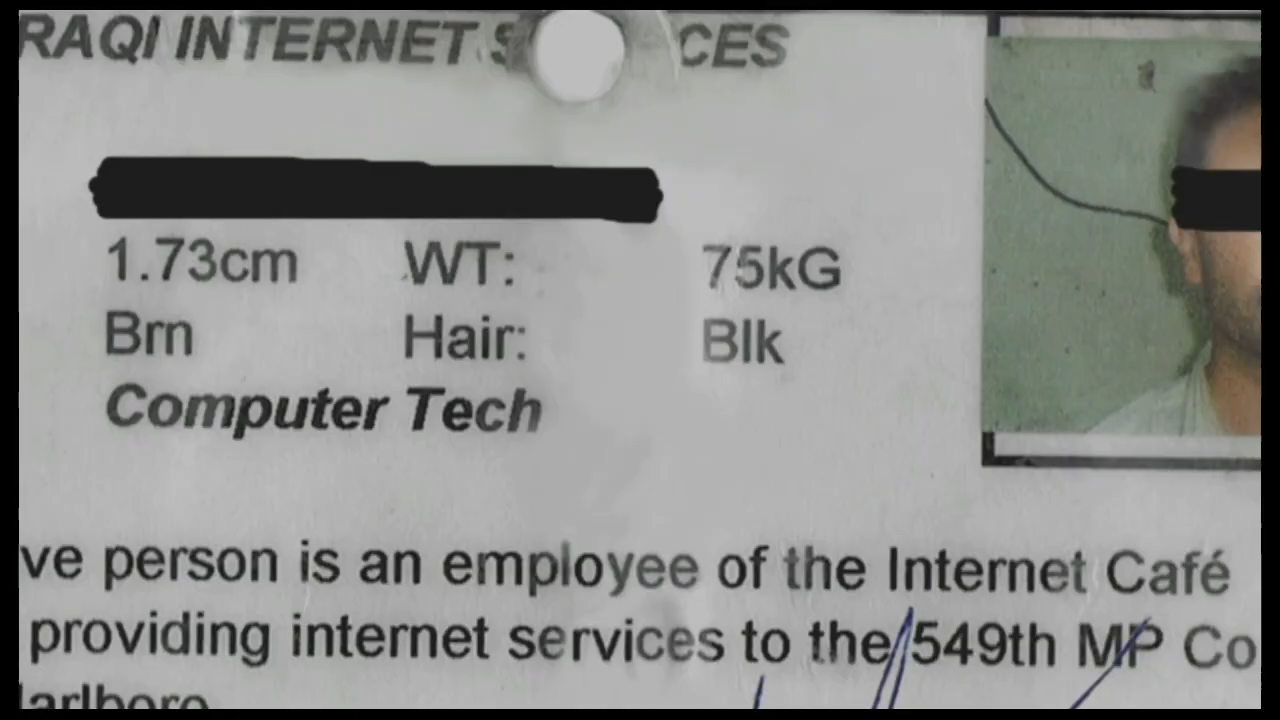 RAQI INTERNET S CES
1.73cm WT: 75kG
Brn Hair: Blk
Computer Tech
ve person is an employee of the Internet Café
providing internet services to the 549th MP Co
arlboro